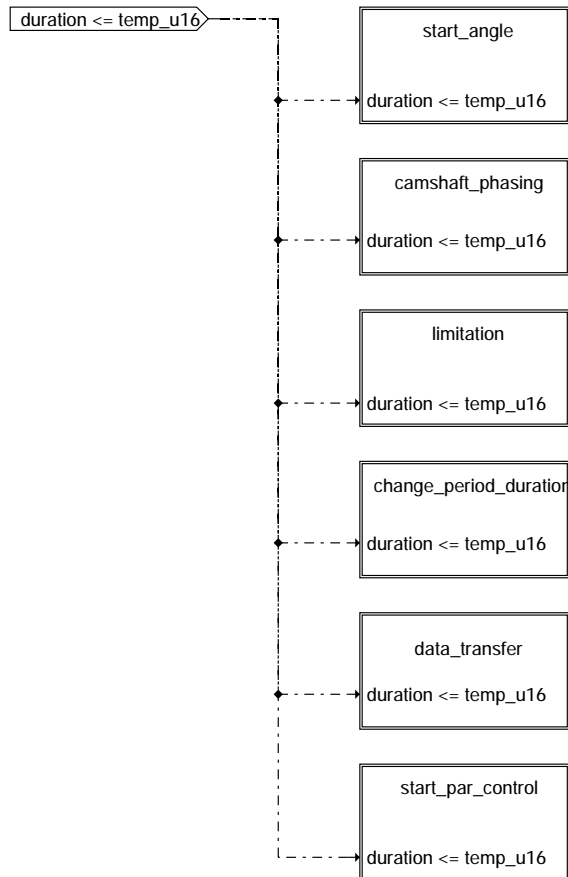 duration <= temp_u16
start_angle
duration <= temp_u16
camshaft_phasing
duration <= temp_u16
limitation
duration <= temp_u16
change_period_duration
duration <= temp_u16
data_transfer
duration <= temp_u16
start_par_control
duration <= temp_u16